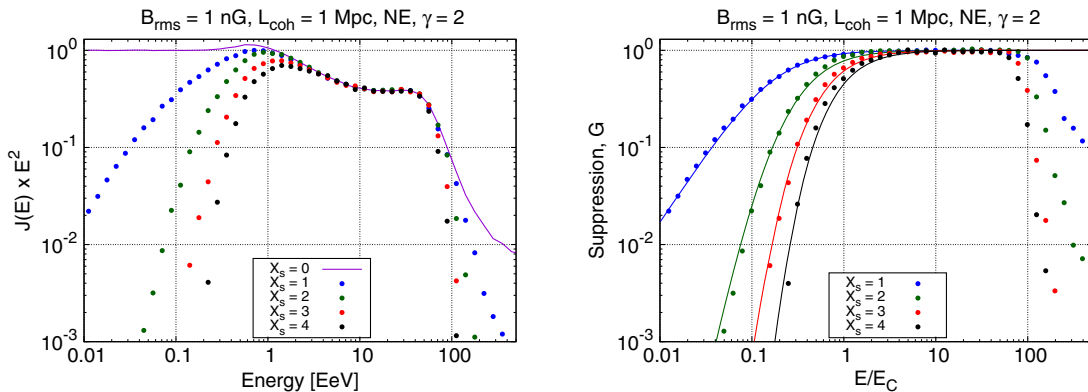 B_rms = 1 nG, L_coh = 1 Mpc, NE, γ = 2
J(E) x E^2
10^0
10^-1
10^-2
10^-3
0.01
0.1
1
10
100
Energy [EeV]
X_s = 0
X_s = 1
X_s = 2
X_s = 3
X_s = 4
B_rms = 1 nG, L_coh = 1 Mpc, NE, γ = 2
Suppression, G
10^0
10^-1
10^-2
10^-3
0.01
0.1
1
10
100
E/E_C
X_s = 1
X_s = 2
X_s = 3
X_s = 4